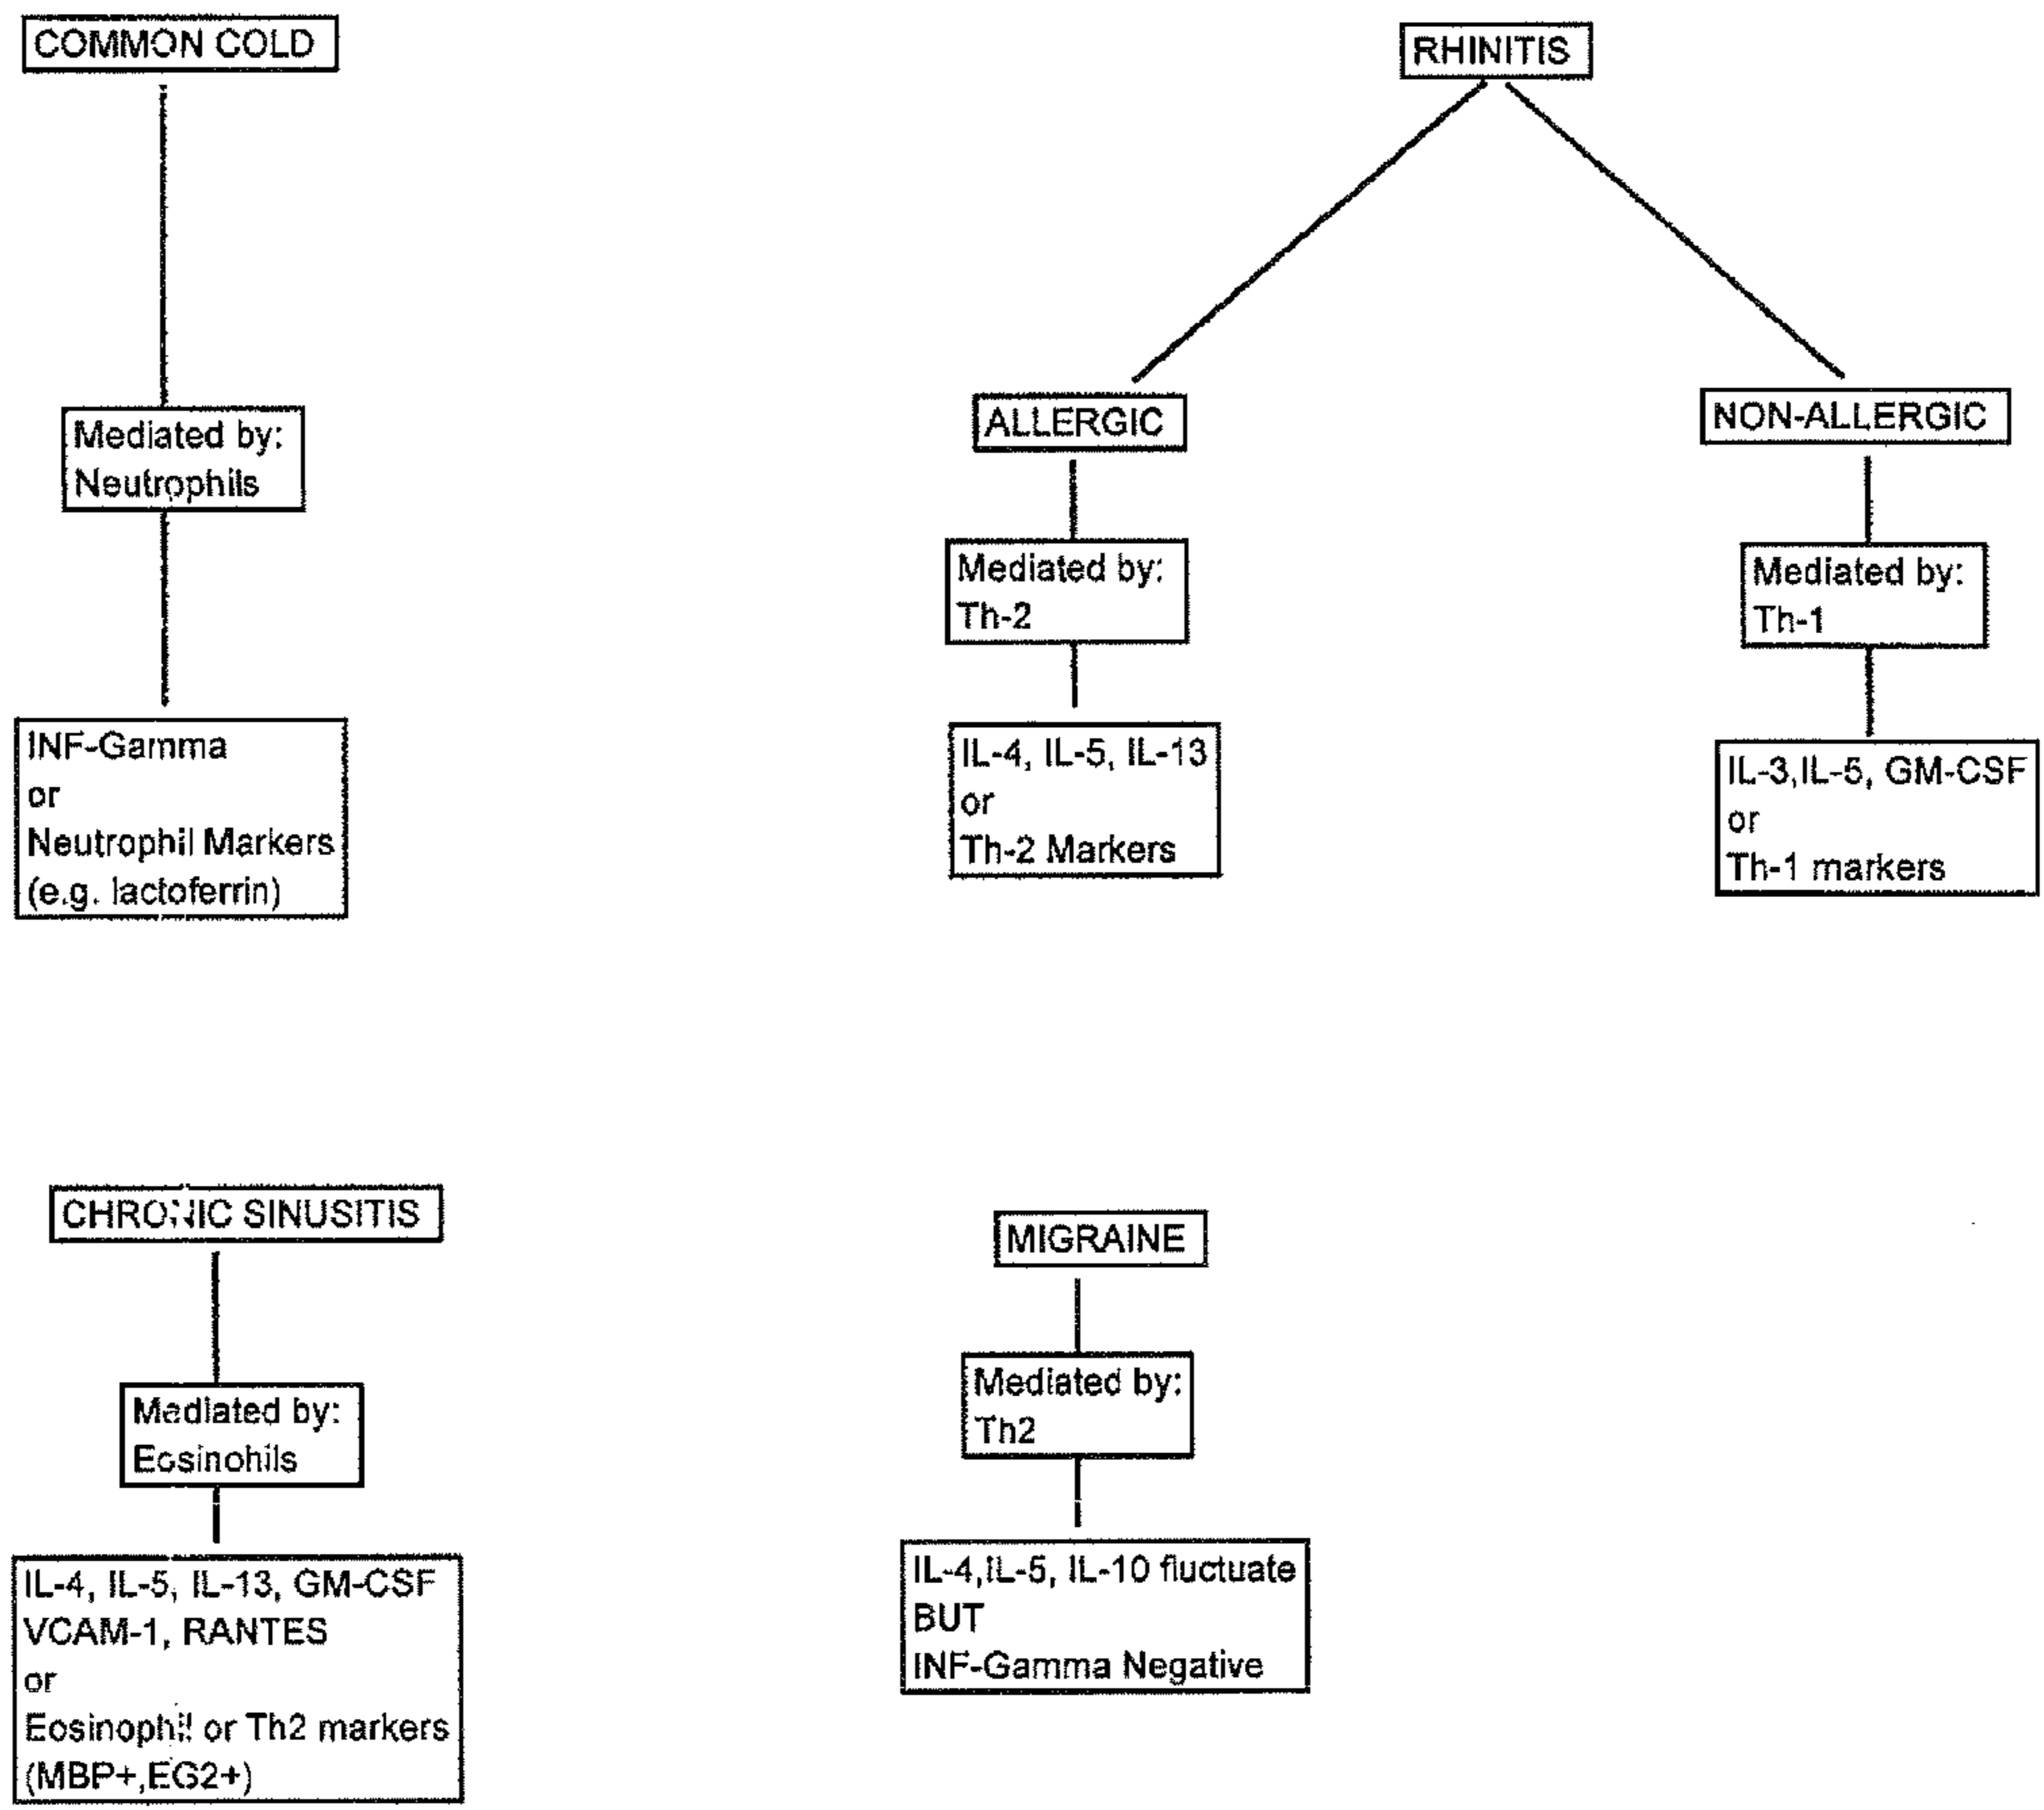 COMMON COLD
Mediated by:
Neutrophils
INF-Gamma
or
Neutrophil Markers
(e.g. lactoferrin)
RHINITIS
ALLERGIC
Mediated by:
Th-2
IL-4, IL-5, IL-13
or
Th-2 Markers
NON-ALLERGIC
Mediated by:
Th-1
IL-3,IL-5, GM-CSF
or
Th-1 markers
CHRONIC SINUSITIS
Mediated by:
Eosinohils
IL-4, IL-5, IL-13, GM-CSF
VCAM-1, RANTES
or
Eosinophil or Th2 markers
(MBP+,EG2+)
MIGRAINE
Mediated by:
Th2
IL-4,IL-5, IL-10 fluctuate
BUT
INF-Gamma Negative